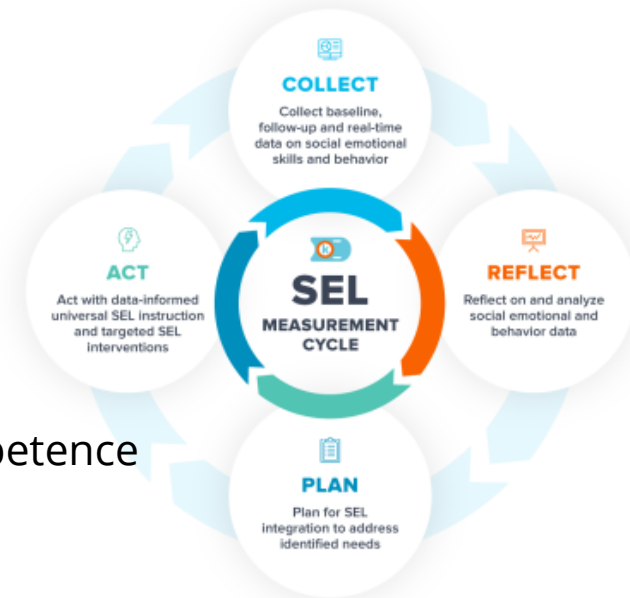 COLLECT
Collect baseline,
follow-up and real-time
data on social emotional
skills and behavior
ACT
Act with data-informed
universal SEL instruction
and targeted SEL
interventions
SEL
MEASUREMENT
CYCLE
REFLECT
Reflect on and analyze
social emotional and
behavior data
petence
PLAN
Plan for SEL
integration to address
identified needs